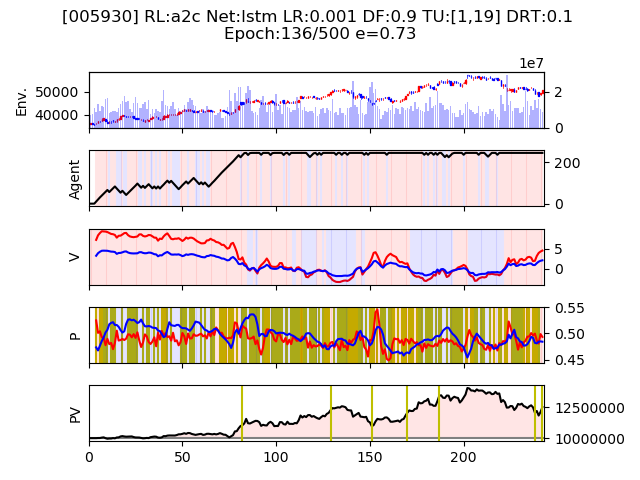 [005930] RL:a2c Net:lstm LR:0.001 DF:0.9 TU:[1,19] DRT:0.1
Epoch:136/500 e=0.73
1e7
Env.
50000
40000
2
0
Agent
200
0
V
5
0
P
0.55
0.50
0.45
PV
12500000
10000000
0 50 100 150 200